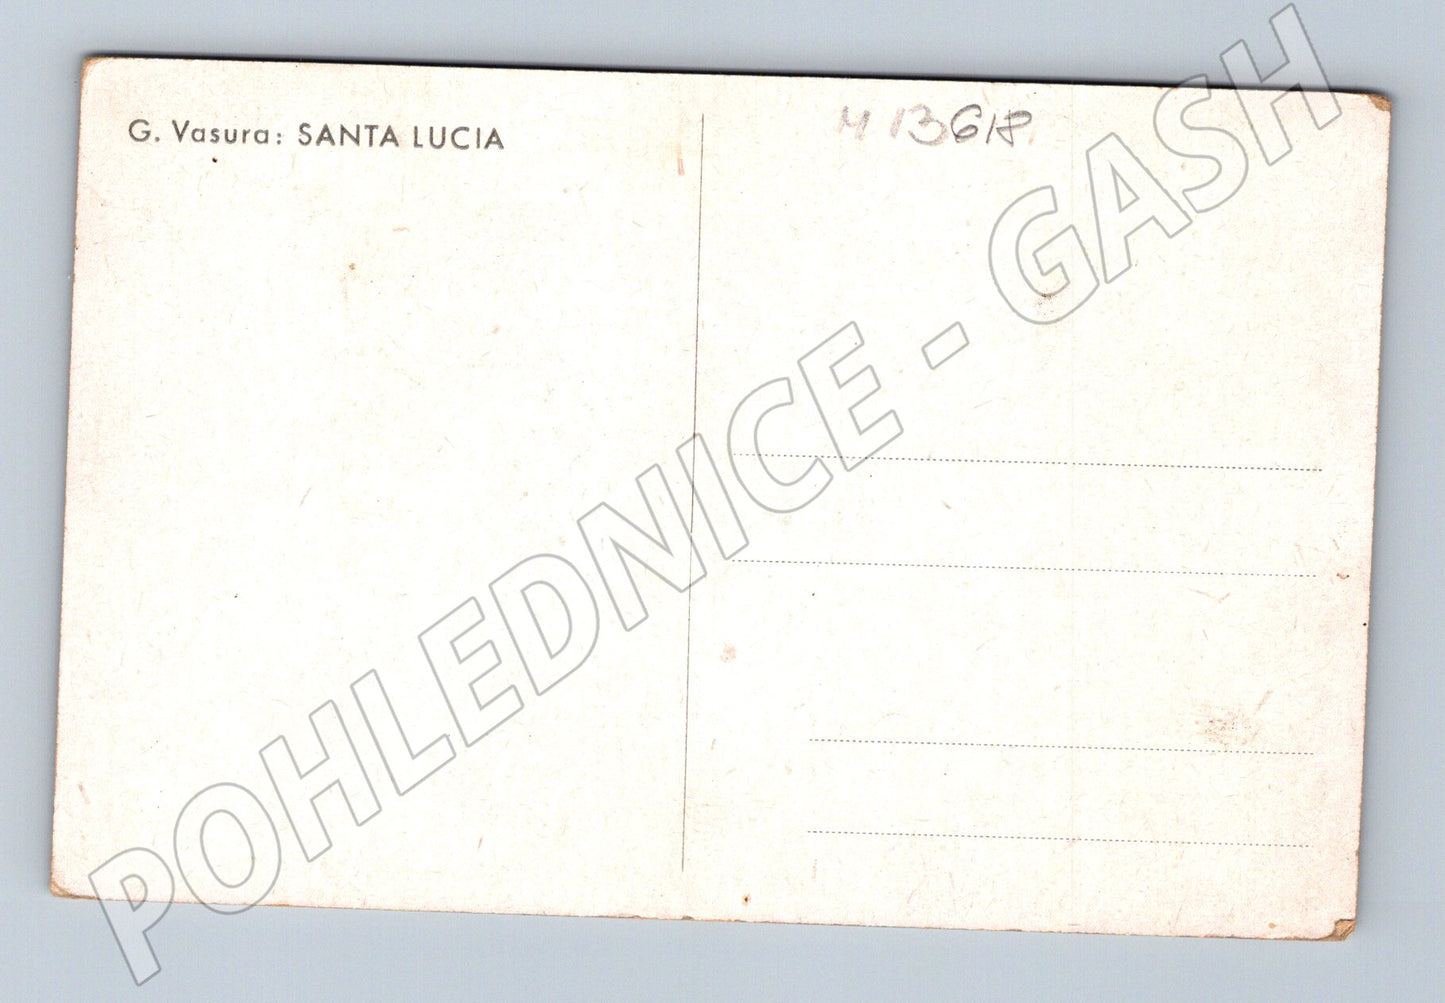 G. Vasura: SANTA LUCIA
M 13618
POHLEDNICE - GASH